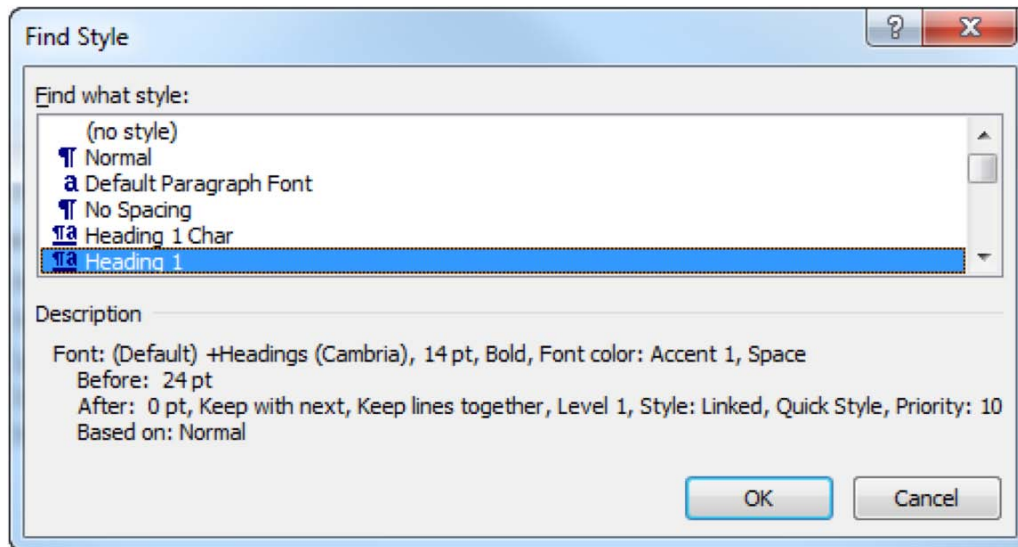 Find Style
Find what style:
(no style)
¶ Normal
a Default Paragraph Font
¶ No Spacing
¶a Heading 1 Char
¶a Heading 1
Description
Font: (Default) +Headings (Cambria), 14 pt, Bold, Font color: Accent 1, Space
Before: 24 pt
After: 0 pt, Keep with next, Keep lines together, Level 1, Style: Linked, Quick Style, Priority: 10
Based on: Normal
OK Cancel